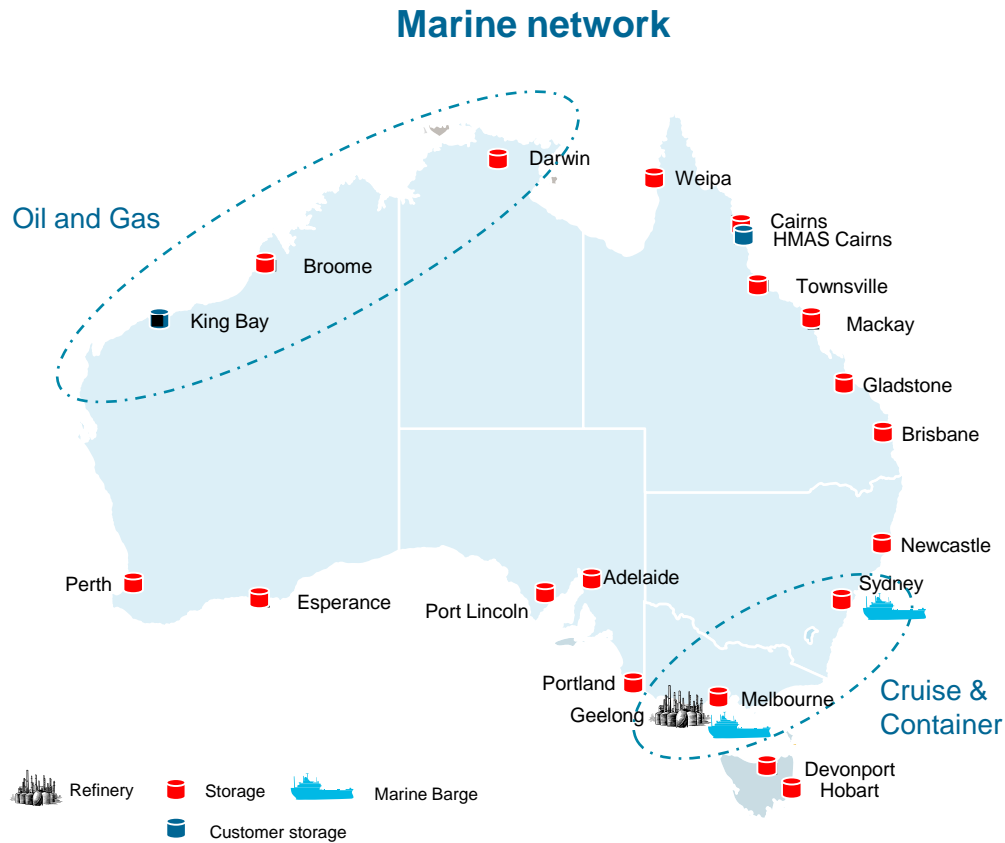 Marine network
Darwin
Weipa
Oil and Gas
Cairns
HMAS Cairns
Broome
Townsville
King Bay
Mackay
Gladstone
Brisbane
Newcastle
Perth
Esperance
Port Lincoln
Adelaide
Sydney
Portland
Geelong
Melbourne
Cruise &
Container
Devonport
Hobart
Refinery
Storage
Marine Barge
Customer storage